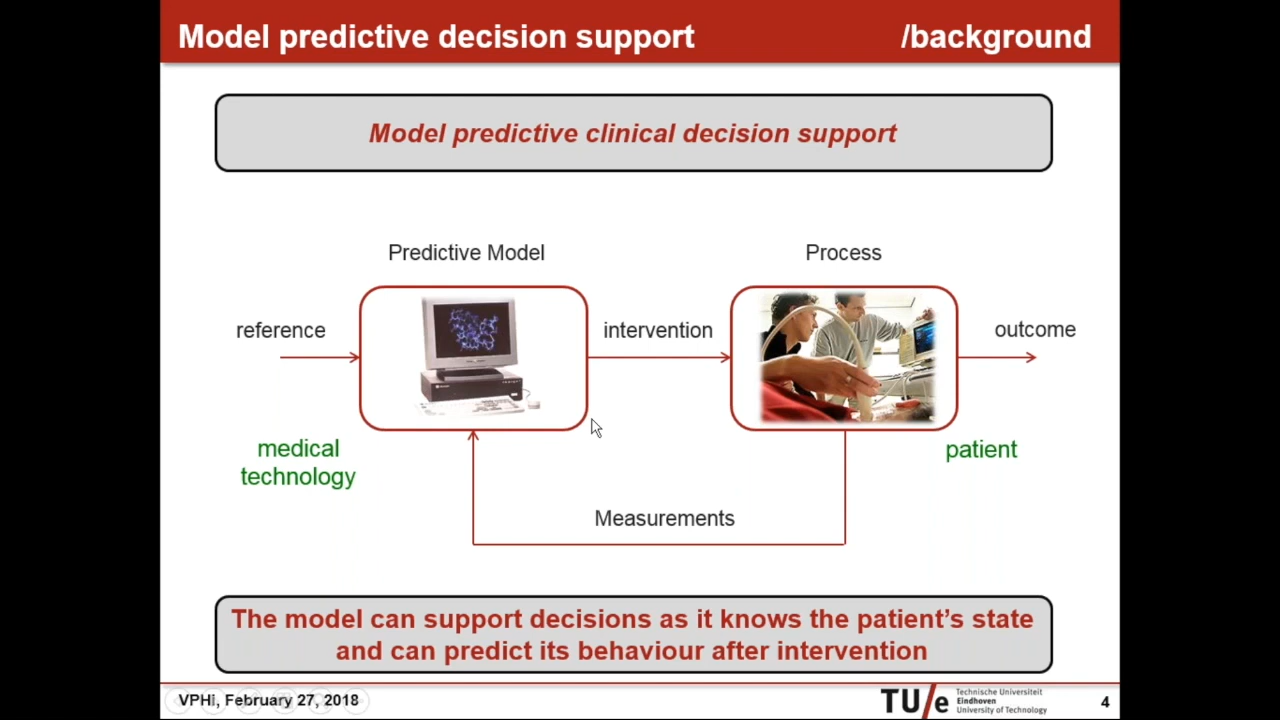 Model predictive decision support
/background
Model predictive clinical decision support
Predictive Model
Process
reference
intervention
outcome
medical
technology
patient
Measurements
The model can support decisions as it knows the patient's state
and can predict its behaviour after intervention
VPHi, February 27, 2018
TU/e
Technische Universiteit
Eindhoven
University of Technology
4